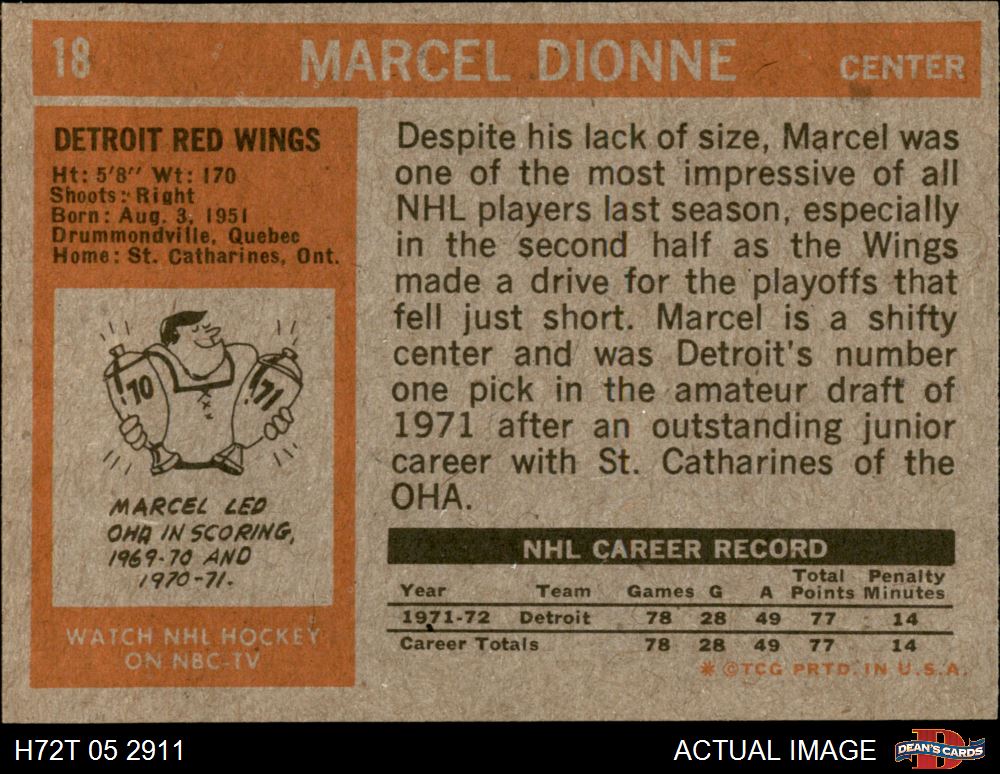 18 MARCEL DIONNE CENTER
DETROIT RED WINGS
Ht: 5'8" Wt: 170
Shoots: Right
Born: Aug. 3, 1951
Drummondville, Quebec
Home: St. Catharines, Ont.
'70 '71
MARCEL LED
OHA IN SCORING,
1969-70 AND
1970-71.
WATCH NHL HOCKEY
ON NBC-TV
Despite his lack of size, Marcel was
one of the most impressive of all
NHL players last season, especially
in the second half as the Wings
made a drive for the playoffs that
fell just short. Marcel is a shifty
center and was Detroit's number
one pick in the amateur draft of
1971 after an outstanding junior
career with St. Catharines of the
OHA.
NHL CAREER RECORD
Year Team Games G A Total Points Penalty Minutes
1971-72 Detroit 78 28 49 77 14
Career Totals 78 28 49 77 14
* ©TCG PRTD. IN U.S.A.
H72T 05 2911 ACTUAL IMAGE D DEAN'S CARDS